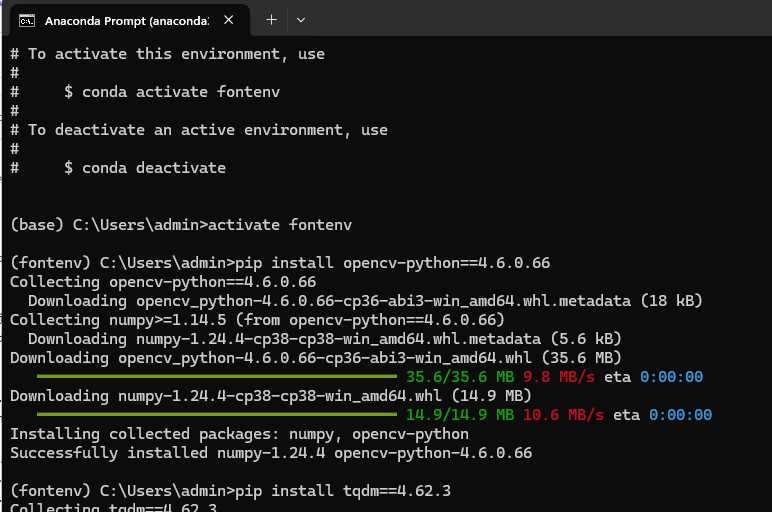 Anaconda Prompt (anaconda
# To activate this environment, use
#
#     $ conda activate fontenv
#
# To deactivate an active environment, use
#
#     $ conda deactivate
(base) C:\Users\admin>activate fontenv
(fontenv) C:\Users\admin>pip install opencv-python==4.6.0.66
Collecting opencv-python==4.6.0.66
  Downloading opencv_python-4.6.0.66-cp36-abi3-win_amd64.whl.metadata (18 kB)
Collecting numpy>=1.14.5 (from opencv-python==4.6.0.66)
  Downloading numpy-1.24.4-cp38-cp38-win_amd64.whl.metadata (5.6 kB)
Downloading opencv_python-4.6.0.66-cp36-abi3-win_amd64.whl (35.6 MB)
35.6/35.6 MB 9.8 MB/s eta 0:00:00
Downloading numpy-1.24.4-cp38-cp38-win_amd64.whl (14.9 MB)
14.9/14.9 MB 10.6 MB/s eta 0:00:00
Installing collected packages: numpy, opencv-python
Successfully installed numpy-1.24.4 opencv-python-4.6.0.66
(fontenv) C:\Users\admin>pip install tqdm==4.62.3
Collecting tqdm==4.62.3